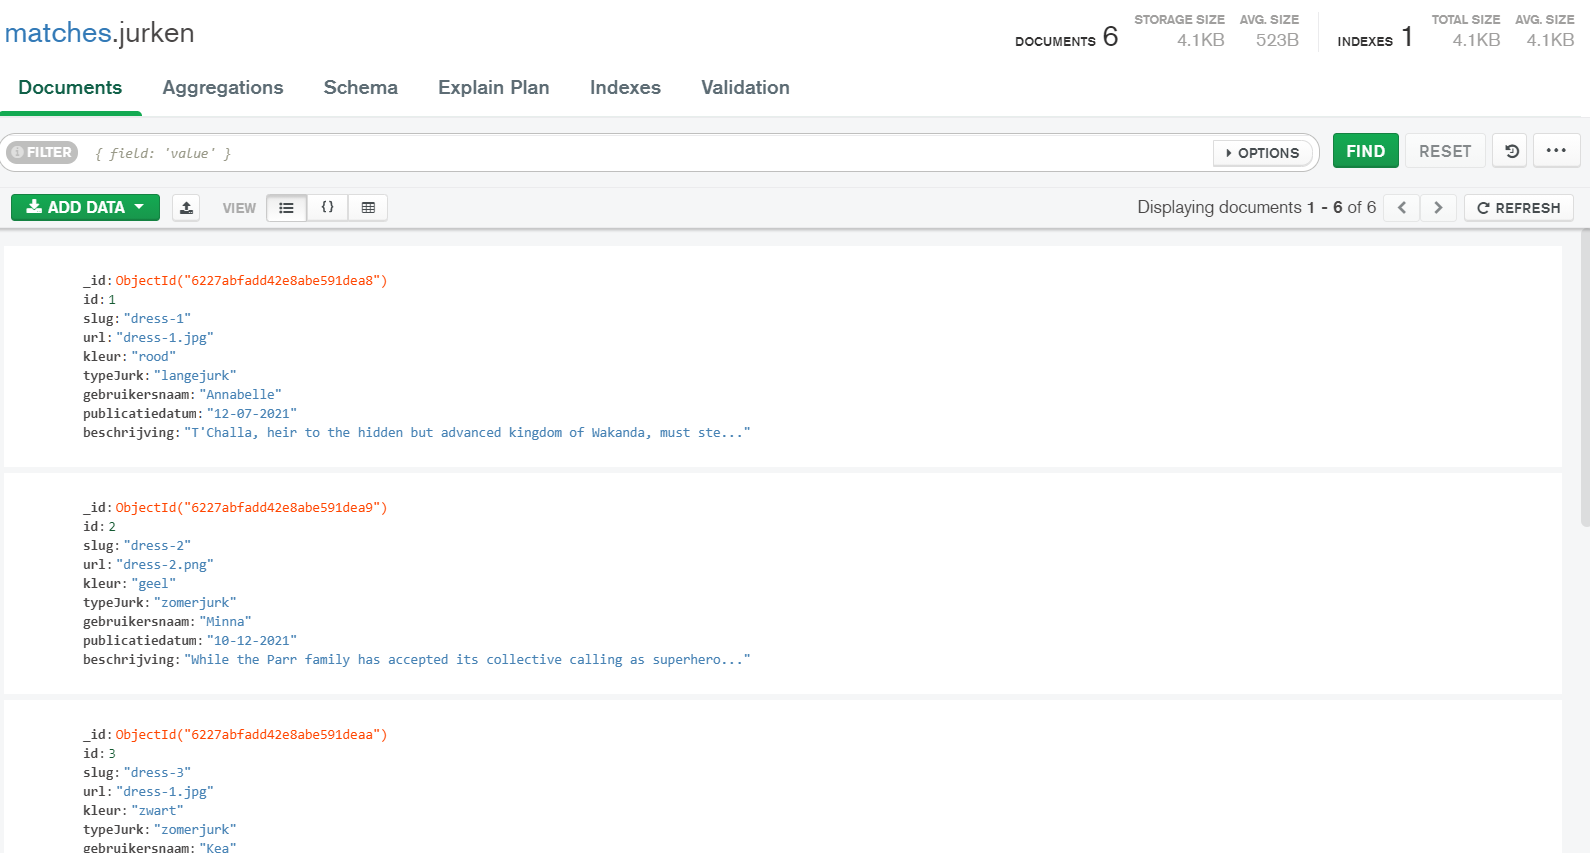 matches.jurken
DOCUMENTS 6
STORAGE SIZE AVG. SIZE
4.1KB 523B
INDEXES 1
TOTAL SIZE AVG. SIZE
4.1KB 4.1KB
Documents Aggregations Schema Explain Plan Indexes Validation
FILTER { field: 'value' } OPTIONS FIND RESET
ADD DATA VIEW {} Displaying documents 1 - 6 of 6 REFRESH
_id: ObjectId("6227abfadd42e8abe591dea8")
id: 1
slug: "dress-1"
url: "dress-1.jpg"
kleur: "rood"
typeJurk: "langejurk"
gebruikersnaam: "Annabelle"
publicatiedatum: "12-07-2021"
beschrijving: "T'Challa, heir to the hidden but advanced kingdom of Wakanda, must ste..."
_id: ObjectId("6227abfadd42e8abe591dea9")
id: 2
slug: "dress-2"
url: "dress-2.png"
kleur: "geel"
typeJurk: "zomerjurk"
gebruikersnaam: "Minna"
publicatiedatum: "10-12-2021"
beschrijving: "While the Parr family has accepted its collective calling as superhero..."
_id: ObjectId("6227abfadd42e8abe591deaa")
id: 3
slug: "dress-3"
url: "dress-1.jpg"
kleur: "zwart"
typeJurk: "zomerjurk"
gebruikersnaam: "Kea"